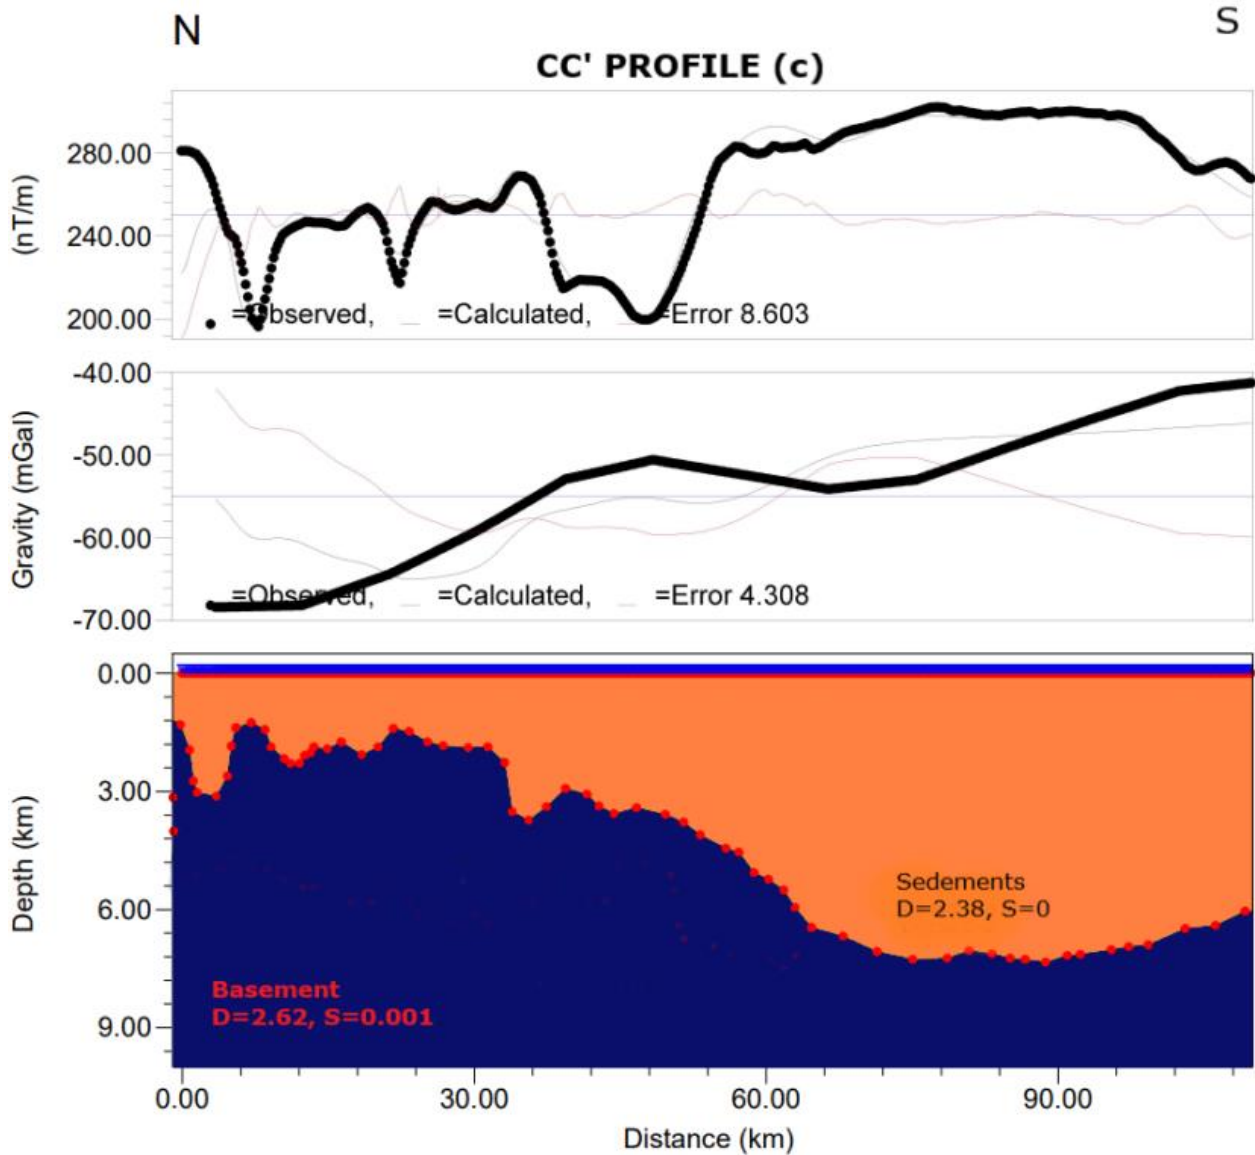 N
S
CC' PROFILE (c)
280.00
240.00
200.00
(nT/m)
=Observed, =Calculated, =Error 8.603
-40.00
-50.00
-60.00
-70.00
Gravity (mGal)
=Observed, =Calculated, =Error 4.308
0.00
3.00
6.00
9.00
Depth (km)
Sedements
D=2.38, S=0
Basement
D=2.62, S=0.001
0.00 30.00 60.00 90.00
Distance (km)